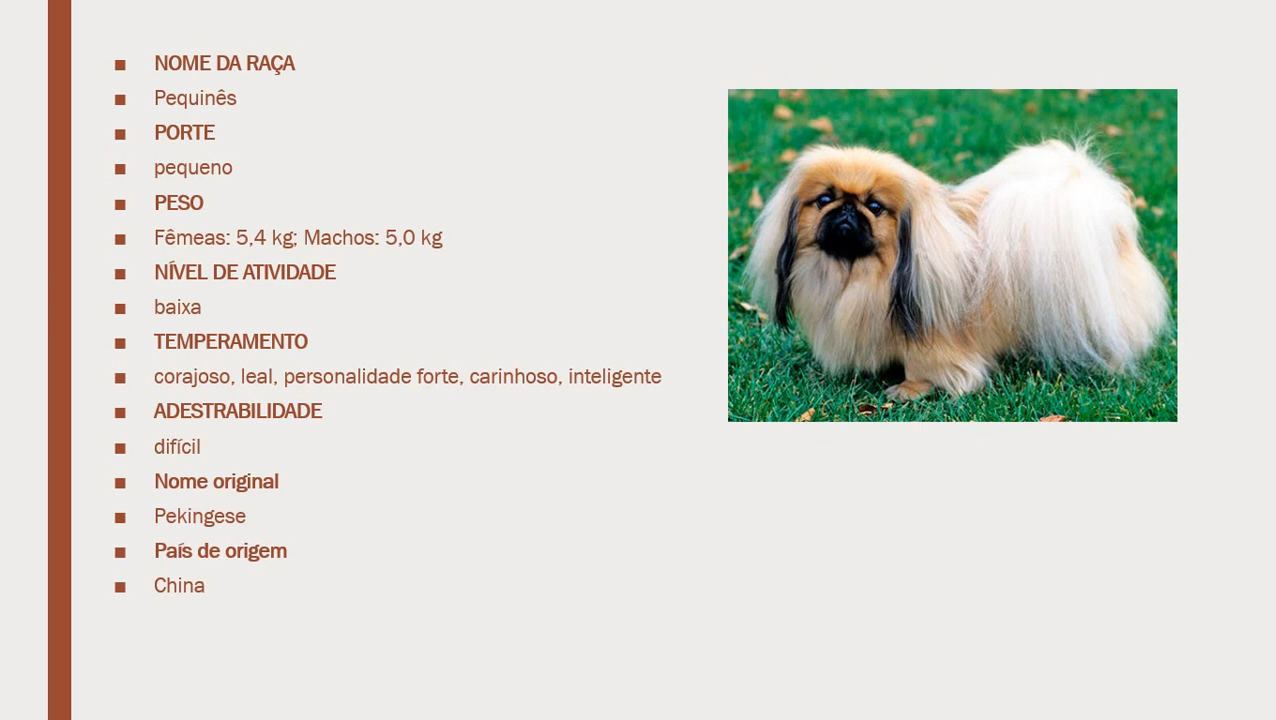 NOME DA RAÇA
Pequinês
PORTE
pequeno
PESO
Fêmeas: 5,4 kg; Machos: 5,0 kg
NÍVEL DE ATIVIDADE
baixa
TEMPERAMENTO
corajoso, leal, personalidade forte, carinhoso, inteligente
ADESTRABILIDADE
difícil
Nome original
Pekingese
País de origem
China